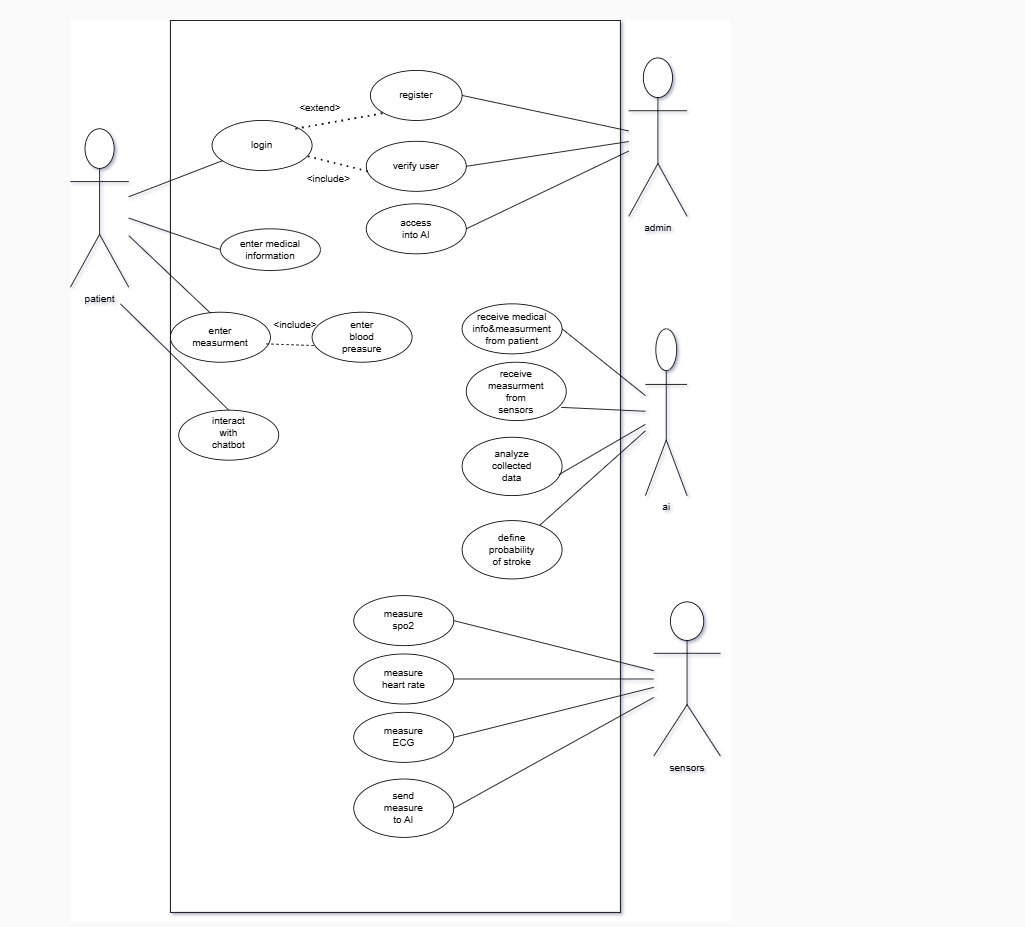 register
<extend>
login
verify user
<include>
access
into AI
admin
enter medical
information
patient
enter
measurment
<include>
enter
blood
preasure
receive medical
info&measurment
from patient
receive
measurment
from
sensors
interact
with
chatbot
analyze
collected
data
ai
define
probability
of stroke
measure
spo2
measure
heart rate
measure
ECG
sensors
send
measure
to AI